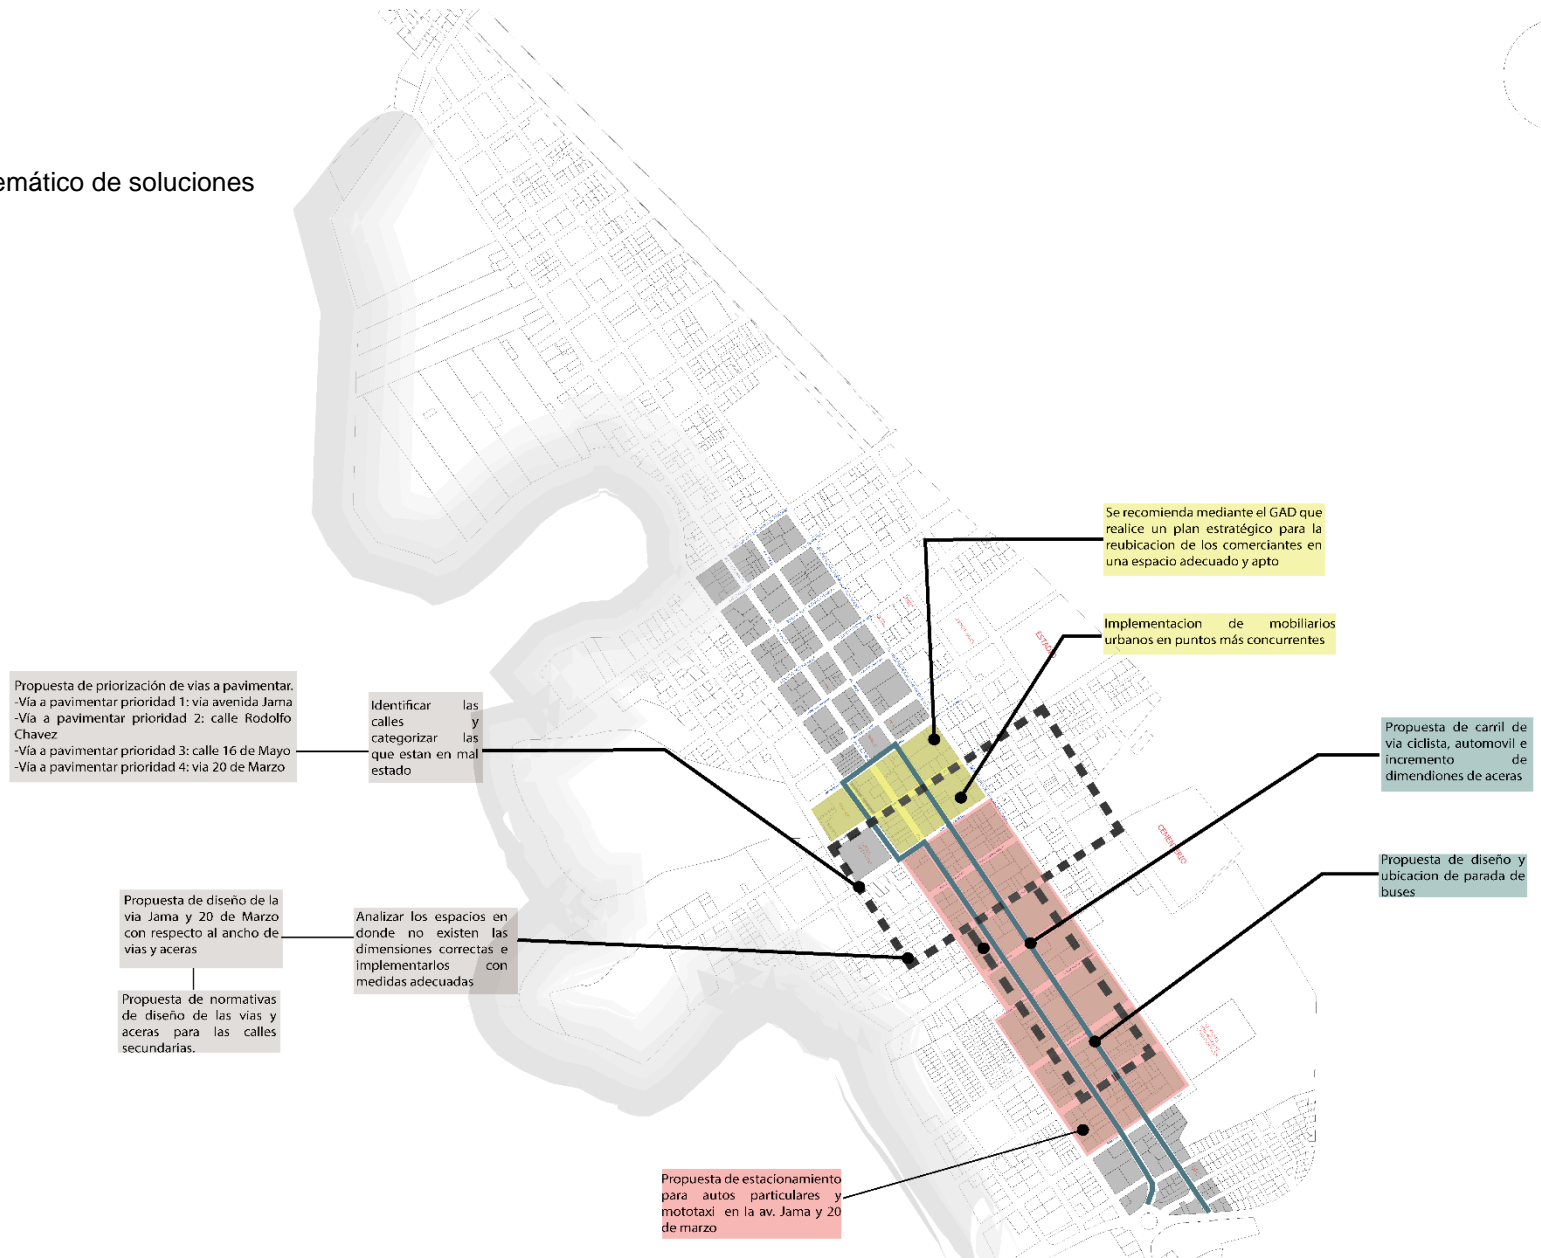 emático de soluciones
Se recomienda mediante el GAD que
realice un plan estratégico para la
reubicacion de los comerciantes en
una espacio adecuado y apto
Implementacion de mobiliarios
urbanos en puntos más concurrentes
Propuesta de priorización de vias a pavimentar.
-Vía a pavimentar prioridad 1: via avenida Jama
-Vía a pavimentar prioridad 2: calle Rodolfo
Chavez
-Vía a pavimentar prioridad 3: calle 16 de Mayo
-Vía a pavimentar prioridad 4: via 20 de Marzo
Identificar las
calles y
categorizar las
que estan en mal
estado
Propuesta de carril de
via ciclista, automovil e
incremento de
dimendiones de aceras
CEMENTERIO
Propuesta de diseño y
ubicacion de parada de
buses
Propuesta de diseño de la
via Jama y 20 de Marzo
con respecto al ancho de
vias y aceras
Analizar los espacios en
donde no existen las
dimensiones correctas e
implementarlos con
medidas adecuadas
Propuesta de normativas
de diseño de las vias y
aceras para las calles
secundarias.
Propuesta de estacionamiento
para autos particulares y
mototaxi en la av. Jama y 20
de marzo